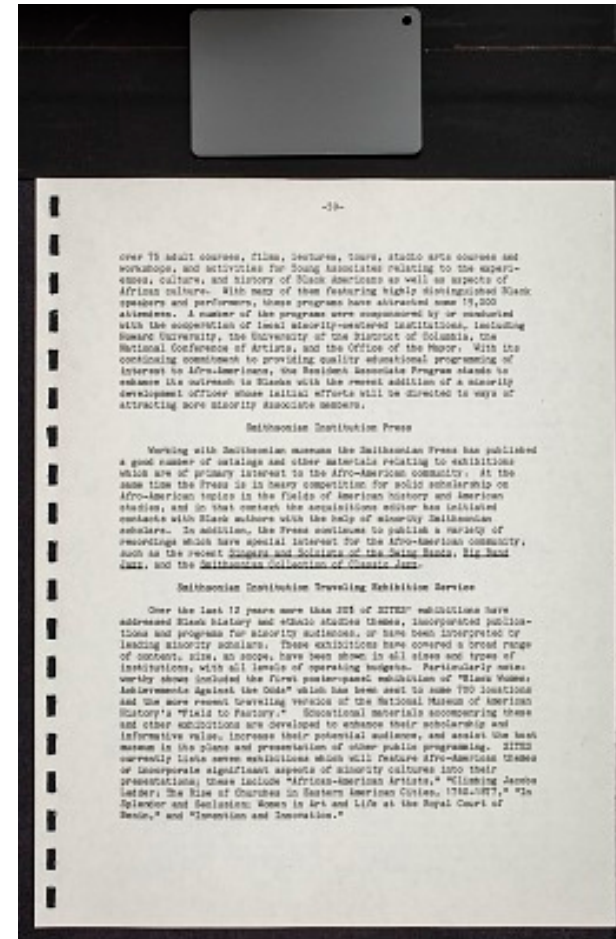 over 75 adult courses, films, lectures, tours, studio arts courses and
workshops, and activities for Young Associates relating to the experi-
ences, culture, and history of Black Americans as well as aspects of
African culture. With many of them featuring highly distinguished Black
speakers and performers, these programs have attracted some 19,000
attendees. A number of the programs were cosponsored by or conducted
with the cooperation of local minority-centered institutions, including
Howard University, the University of the District of Columbia, the
National Conference of Artists, and the Office of the Mayor. With its
continuing commitment to providing quality educational programming of
interest to Afro-Americans, the Resident Associate Program stands to
enhance its outreach to Blacks with the recent addition of a minority
development officer whose initial efforts will be directed to ways of
attracting more minority Associate members.
Smithsonian Institution Press
Working with Smithsonian museums the Smithsonian Press has published
a good number of catalogs and other materials relating to exhibitions
which are of primary interest to the Afro-American community. At the
same time the Press is in heavy competition for solid scholarship on
Afro-American topics in the fields of American history and American
studies, and in that context the acquisitions editor has initiated
contacts with Black authors with the help of minority Smithsonian
scholars. In addition, the Press continues to publish a variety of
recordings which have special interest for the Afro-American community,
such as the recent Singers and Soloists of the Swing Bands, Big Band
Jazz, and the Smithsonian Collection of Classic Jazz.
Smithsonian Institution Traveling Exhibition Service
Over the last 12 years more than 20% of SITES' exhibitions have
addressed Black history and ethnic studies themes, incorporated publica-
tions and programs for minority audiences, or have been interpreted by
leading minority scholars. These exhibitions have covered a broad range
of content, size, an scope, have been shown in all sizes and types of
institutions, with all levels of operating budgets. Particularly note-
worthy shows included the first poster-panel exhibition of "Black Women:
Achievements Against the Odds" which has been sent to some 700 locations
and the more recent traveling version of the National Museum of American
History's "Field to Factory." Educational materials accompanying these
and other exhibitions are developed to enhance their scholarship and
informative value, increase their potential audience, and assist the host
museum in its plans and presentation of other public programming. SITES
currently lists seven exhibitions which will feature Afro-American themes
or incorporate significant aspects of minority cultures into their
presentations; these include "African-American Artists," "Climbing Jacobs
Ladder: The Rise of Churches in Eastern American Cities, 1740-1877," "In
Splendor and Seclusion: Women in Art and Life at the Royal Court of
Benin," and "Invention and Innovation."